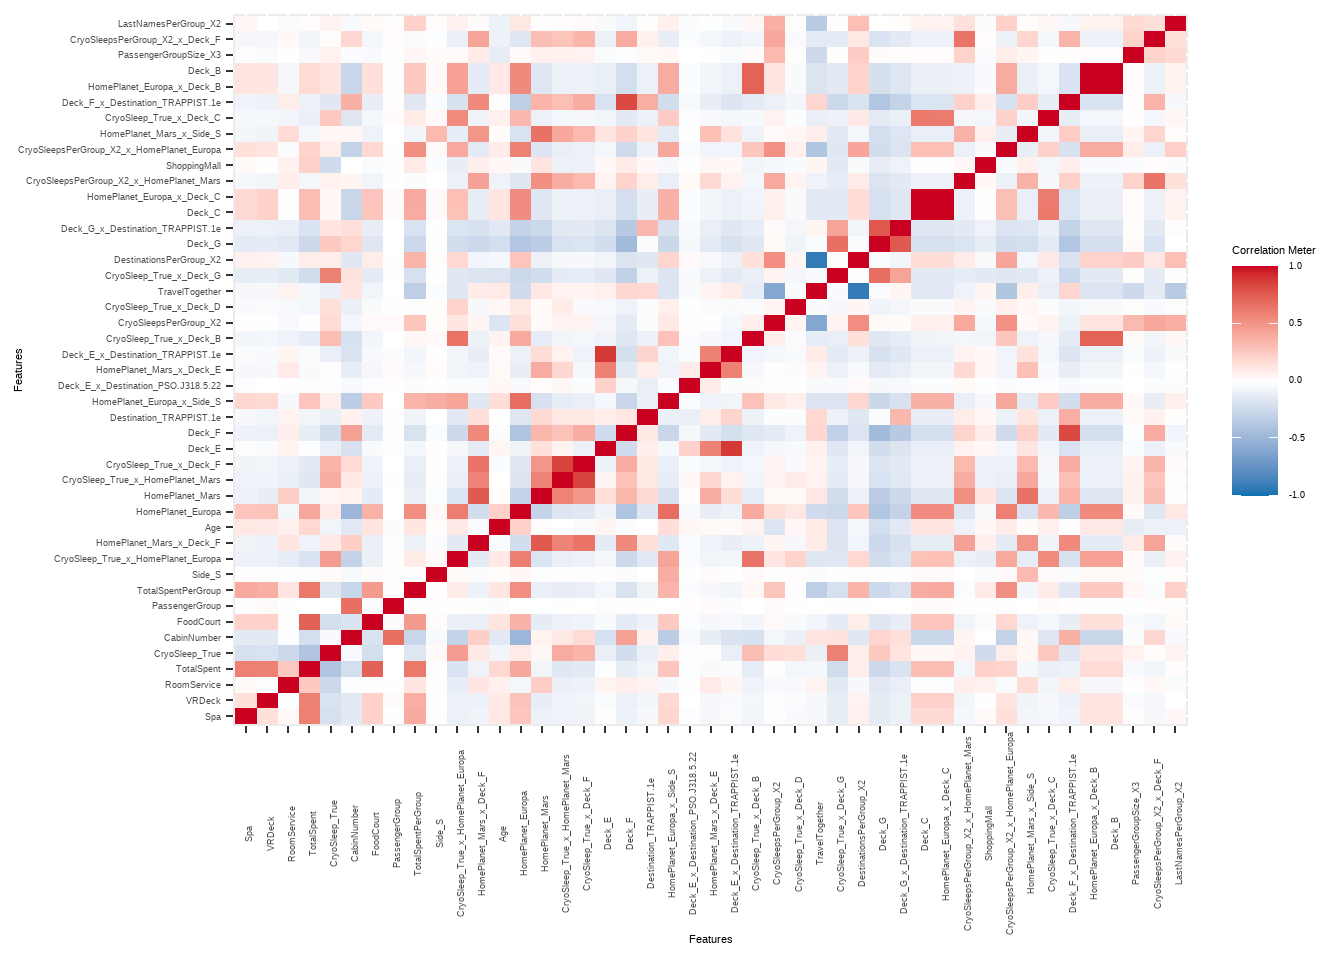 LastNamesPerGroup_X2
CryoSleepsPerGroup_X2_x_Deck_F
PassengerGroupSize_X3
Deck_B
HomePlanet_Europa_x_Deck_B
Deck_F_x_Destination_TRAPPIST.1e
CryoSleep_True_x_Deck_C
HomePlanet_Mars_x_Side_S
CryoSleepsPerGroup_X2_x_HomePlanet_Europa
ShoppingMall
CryoSleepsPerGroup_X2_x_HomePlanet_Mars
HomePlanet_Europa_x_Deck_C
Deck_C
Deck_G_x_Destination_TRAPPIST.1e
Deck_G
DestinationsPerGroup_X2
CryoSleep_True_x_Deck_G
TravelTogether
CryoSleep_True_x_Deck_D
CryoSleepsPerGroup_X2
CryoSleep_True_x_Deck_B
Deck_E_x_Destination_TRAPPIST.1e
HomePlanet_Mars_x_Deck_E
Deck_E_x_Destination_PSO.J318.5.22
HomePlanet_Europa_x_Side_S
Destination_TRAPPIST.1e
Deck_F
Deck_E
CryoSleep_True_x_Deck_F
CryoSleep_True_x_HomePlanet_Mars
HomePlanet_Mars
HomePlanet_Europa
Age
HomePlanet_Mars_x_Deck_F
CryoSleep_True_x_HomePlanet_Europa
Side_S
TotalSpentPerGroup
PassengerGroup
FoodCourt
CabinNumber
CryoSleep_True
TotalSpent
RoomService
VRDeck
Spa
Features
Spa
VRDeck
RoomService
TotalSpent
CryoSleep_True
CabinNumber
FoodCourt
PassengerGroup
TotalSpentPerGroup
Side_S
CryoSleep_True_x_HomePlanet_Europa
HomePlanet_Mars_x_Deck_F
Age
HomePlanet_Europa
HomePlanet_Mars
CryoSleep_True_x_HomePlanet_Mars
CryoSleep_True_x_Deck_F
Deck_E
Deck_F
Destination_TRAPPIST.1e
HomePlanet_Europa_x_Side_S
Deck_E_x_Destination_PSO.J318.5.22
HomePlanet_Mars_x_Deck_E
Deck_E_x_Destination_TRAPPIST.1e
CryoSleep_True_x_Deck_B
CryoSleepsPerGroup_X2
CryoSleep_True_x_Deck_D
TravelTogether
CryoSleep_True_x_Deck_G
DestinationsPerGroup_X2
Deck_G
Deck_G_x_Destination_TRAPPIST.1e
Deck_C
HomePlanet_Europa_x_Deck_C
CryoSleepsPerGroup_X2_x_HomePlanet_Mars
ShoppingMall
CryoSleepsPerGroup_X2_x_HomePlanet_Europa
HomePlanet_Mars_x_Side_S
CryoSleep_True_x_Deck_C
Deck_F_x_Destination_TRAPPIST.1e
HomePlanet_Europa_x_Deck_B
Deck_B
PassengerGroupSize_X3
CryoSleepsPerGroup_X2_x_Deck_F
LastNamesPerGroup_X2
Features
Correlation Meter
1.0
0.5
0.0
-0.5
-1.0